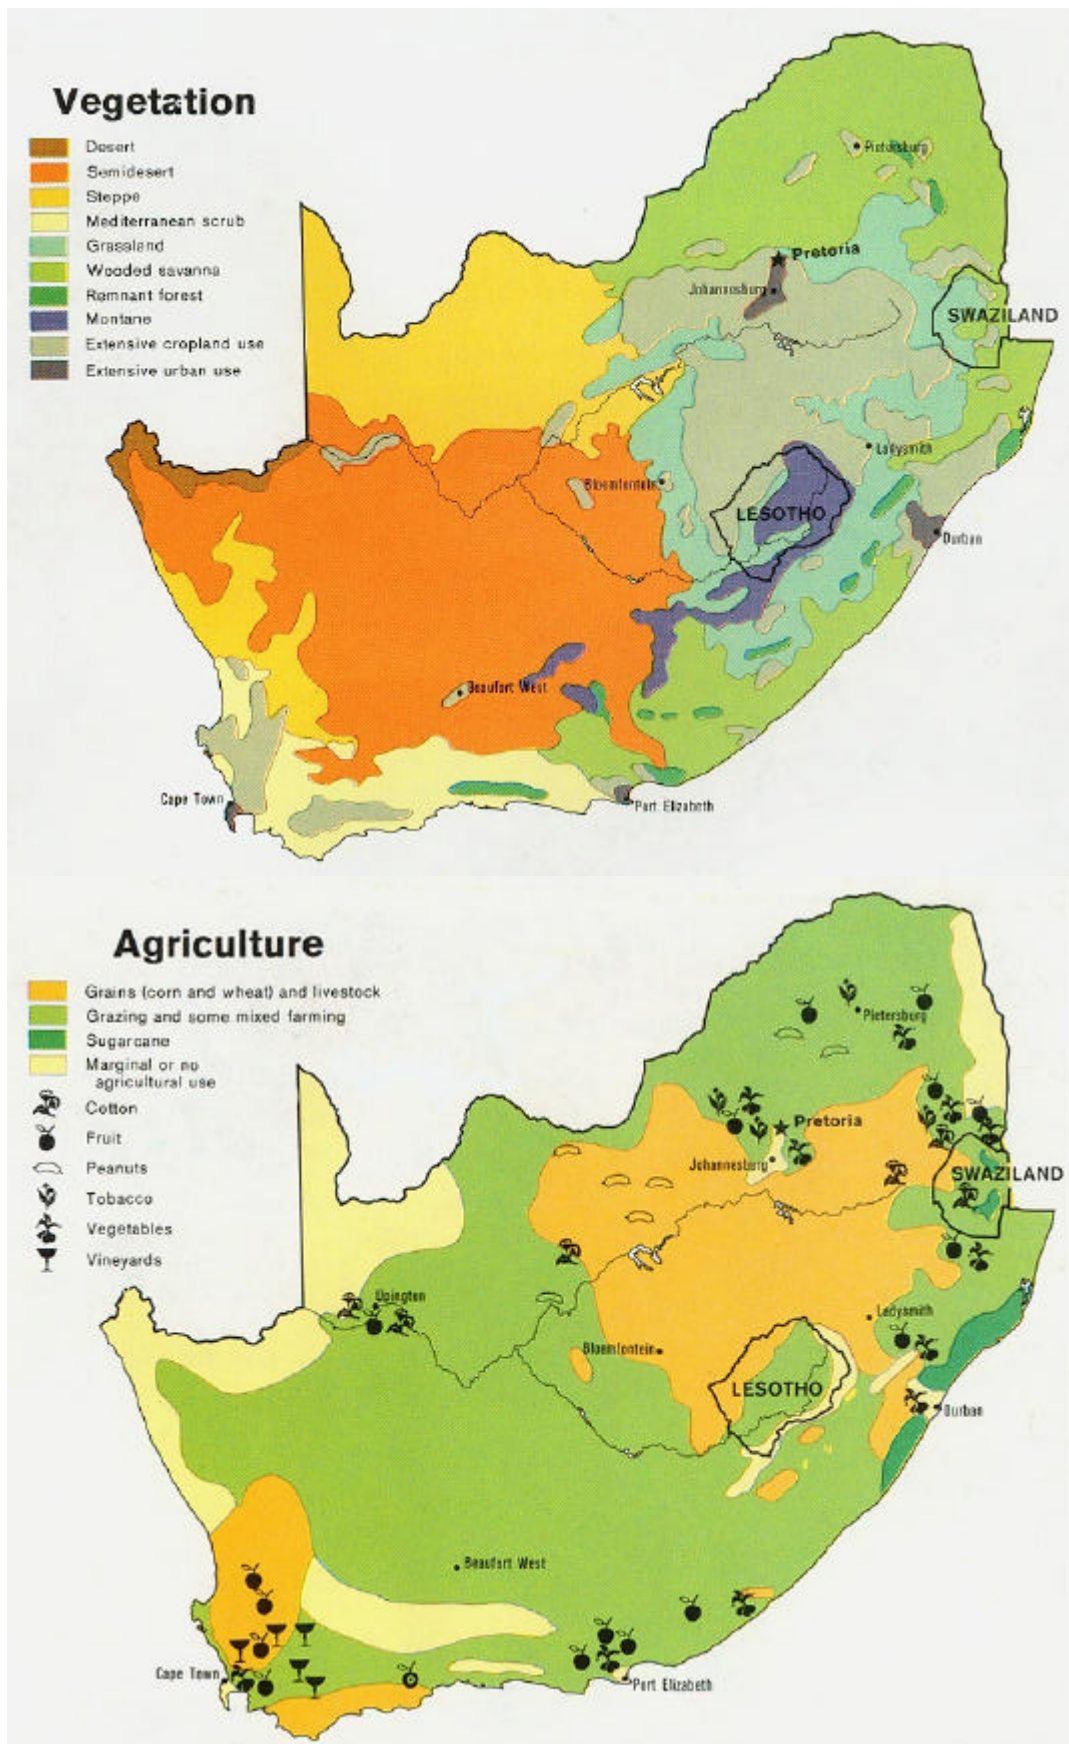 Vegetation
Desert
Semidesert
Steppe
Mediterranean scrub
Grassland
Wooded savanna
Remnant forest
Montane
Extensive cropland use
Extensive urban use
Pietersburg
Pretoria
Johannesburg
SWAZILAND
Ladysmith
Bloemfontein
LESOTHO
Durban
Beaufort West
Cape Town
Port Elizabeth
Agriculture
Grains (corn and wheat) and livestock
Grazing and some mixed farming
Sugarcane
Marginal or no
agricultural use
Cotton
Fruit
Peanuts
Tobacco
Vegetables
Vineyards
Pietersburg
Pretoria
Johannesburg
SWAZILAND
Upington
Ladysmith
Bloemfontein
LESOTHO
Durban
Beaufort West
Cape Town
Port Elizabeth